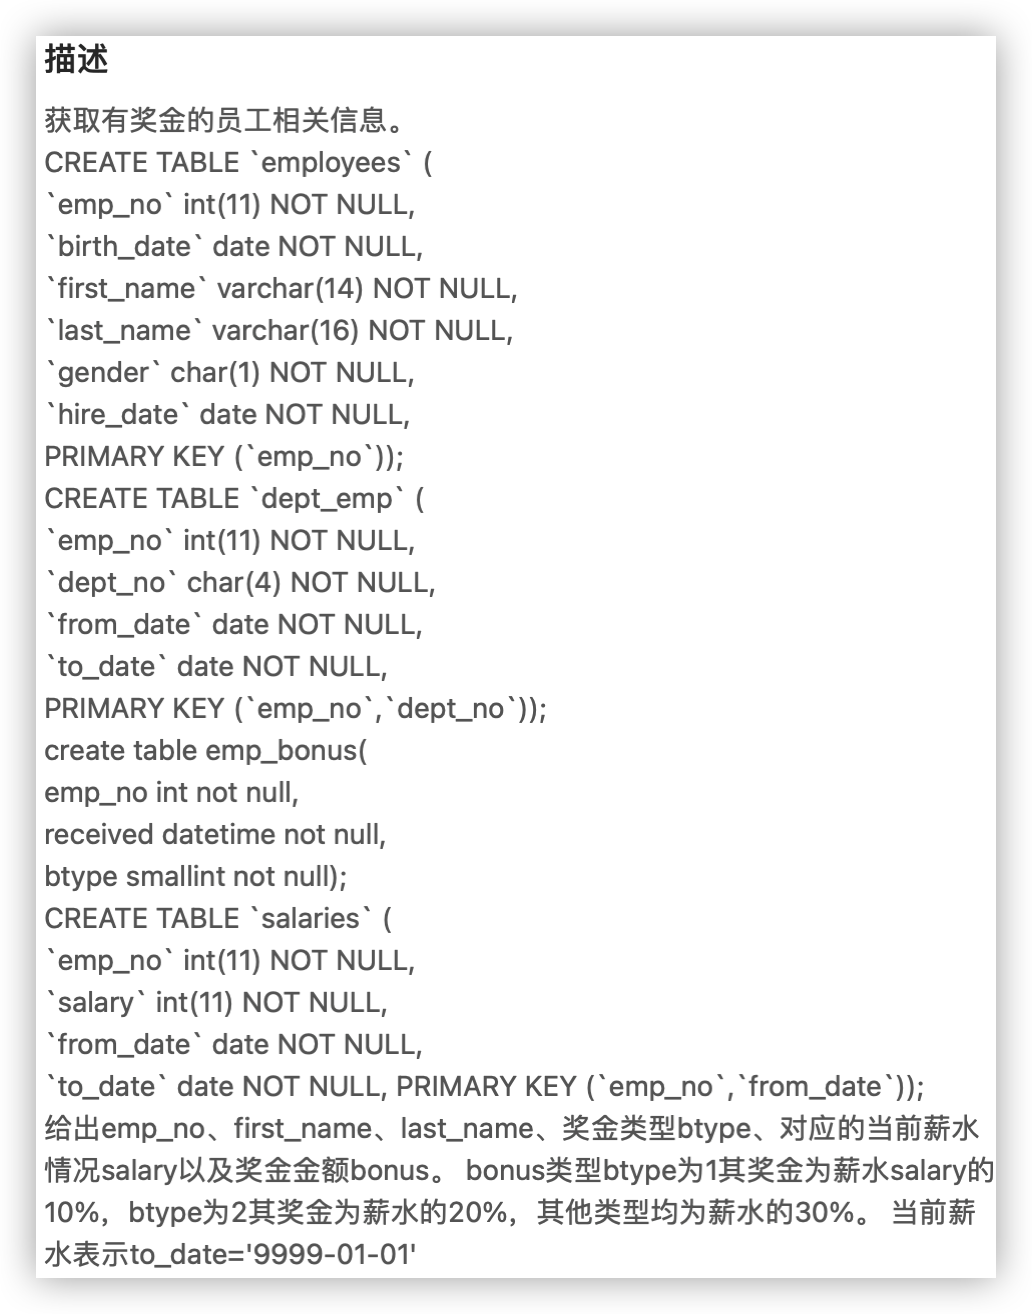 描述
获取有奖金的员工相关信息。
CREATE TABLE `employees` (
`emp_no` int(11) NOT NULL,
`birth_date` date NOT NULL,
`first_name` varchar(14) NOT NULL,
`last_name` varchar(16) NOT NULL,
`gender` char(1) NOT NULL,
`hire_date` date NOT NULL,
PRIMARY KEY (`emp_no`));
CREATE TABLE `dept_emp` (
`emp_no` int(11) NOT NULL,
`dept_no` char(4) NOT NULL,
`from_date` date NOT NULL,
`to_date` date NOT NULL,
PRIMARY KEY (`emp_no`,`dept_no`));
create table emp_bonus(
emp_no int not null,
received datetime not null,
btype smallint not null);
CREATE TABLE `salaries` (
`emp_no` int(11) NOT NULL,
`salary` int(11) NOT NULL,
`from_date` date NOT NULL,
`to_date` date NOT NULL, PRIMARY KEY (`emp_no`,`from_date`));
给出emp_no、first_name、last_name、奖金类型btype、对应的当前薪水
情况salary以及奖金金额bonus。 bonus类型btype为1其奖金为薪水salary的
10%，btype为2其奖金为薪水的20%，其他类型均为薪水的30%。 当前薪
水表示to_date='9999-01-01'